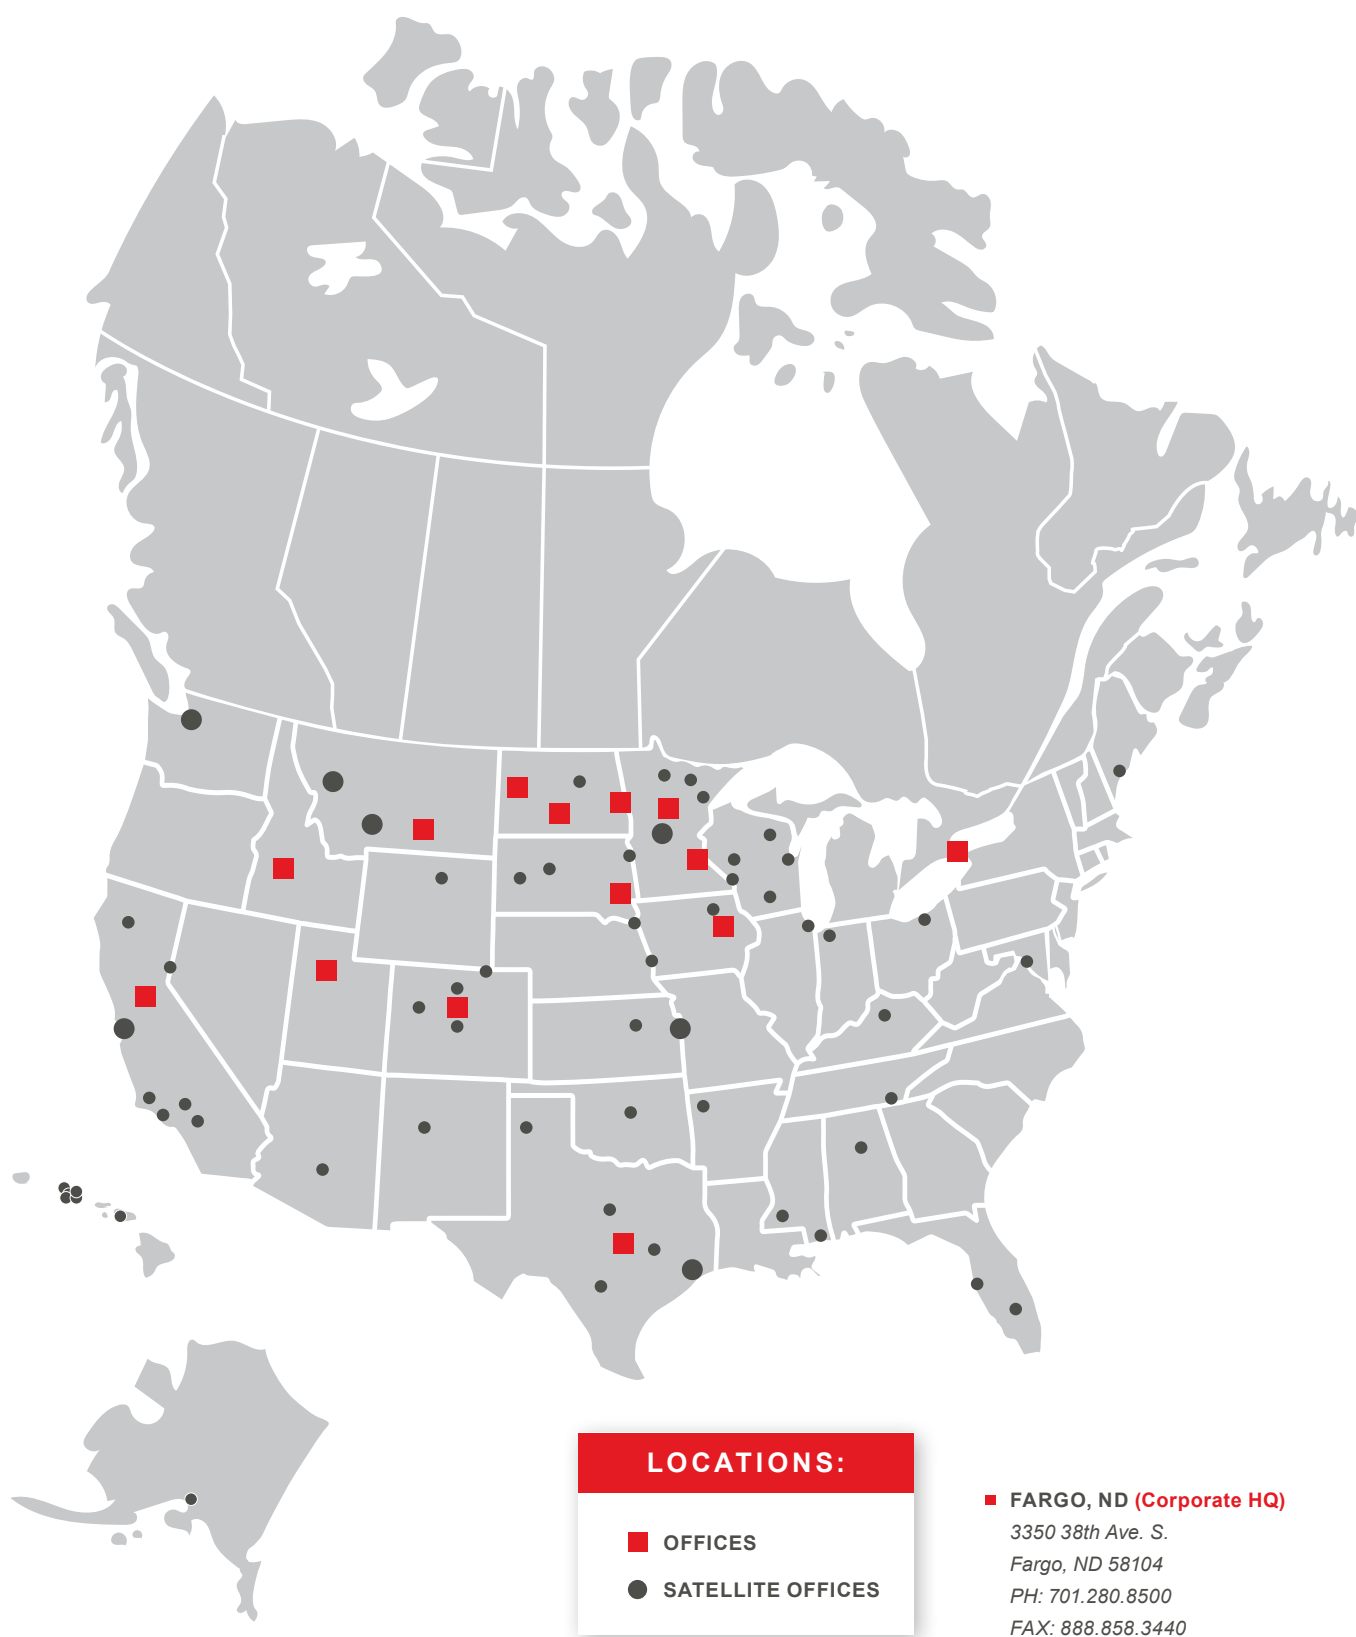 LOCATIONS:
OFFICES
SATELLITE OFFICES
FARGO, ND (Corporate HQ)
3350 38th Ave. S.
Fargo, ND 58104
PH: 701.280.8500
FAX: 888.858.3440